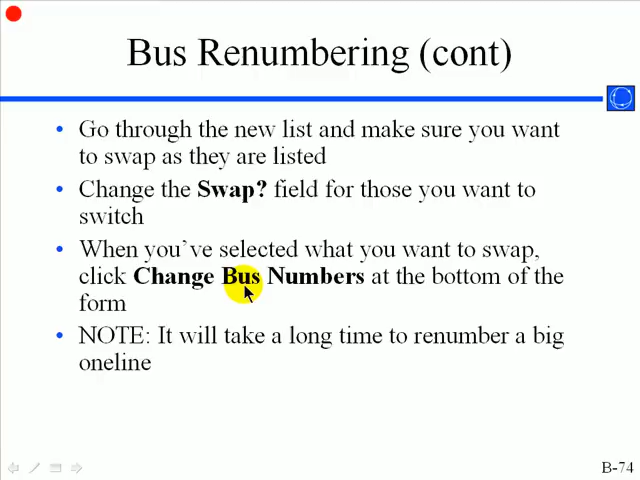 Bus Renumbering (cont)
• Go through the new list and make sure you want
to swap as they are listed
• Change the Swap? field for those you want to
switch
• When you've selected what you want to swap,
click Change Bus Numbers at the bottom of the
form
• NOTE: It will take a long time to renumber a big
oneline
B-74